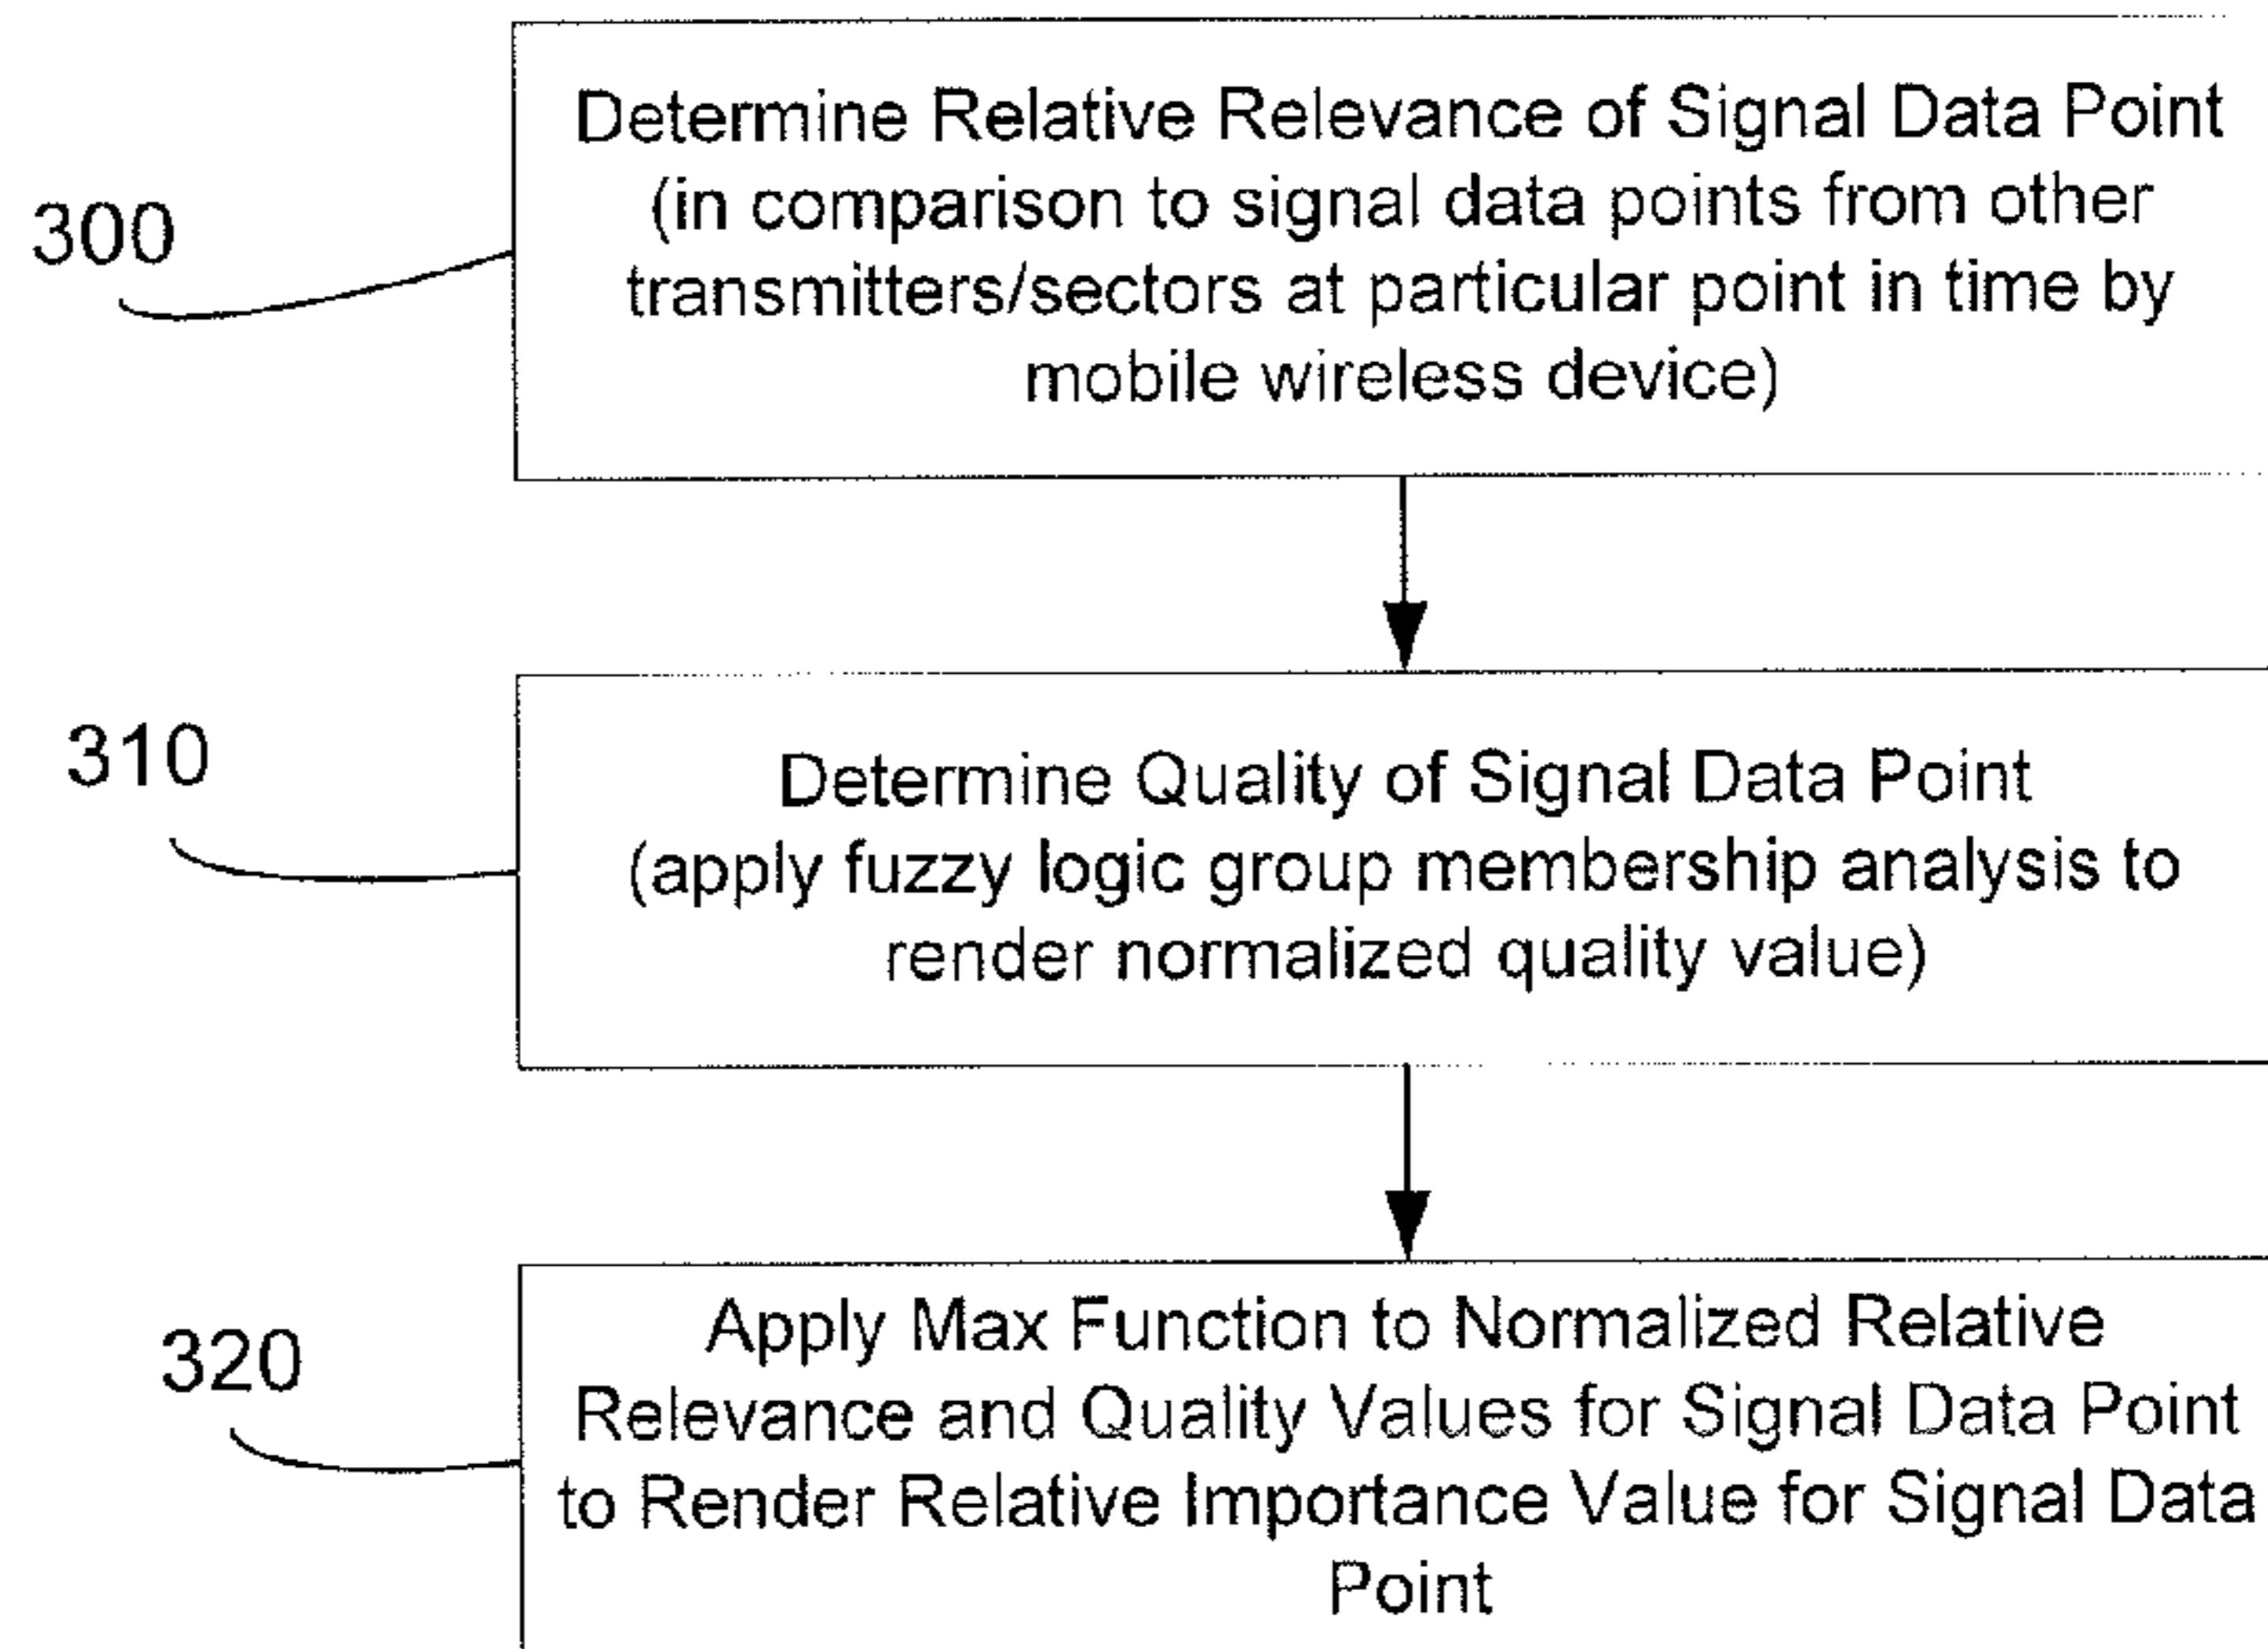 300
Determine Relative Relevance of Signal Data Point
(in comparison to signal data points from other
transmitters/sectors at particular point in time by
mobile wireless device)
310
Determine Quality of Signal Data Point
(apply fuzzy logic group membership analysis to
render normalized quality value)
320
Apply Max Function to Normalized Relative
Relevance and Quality Values for Signal Data Point
to Render Relative Importance Value for Signal Data
Point